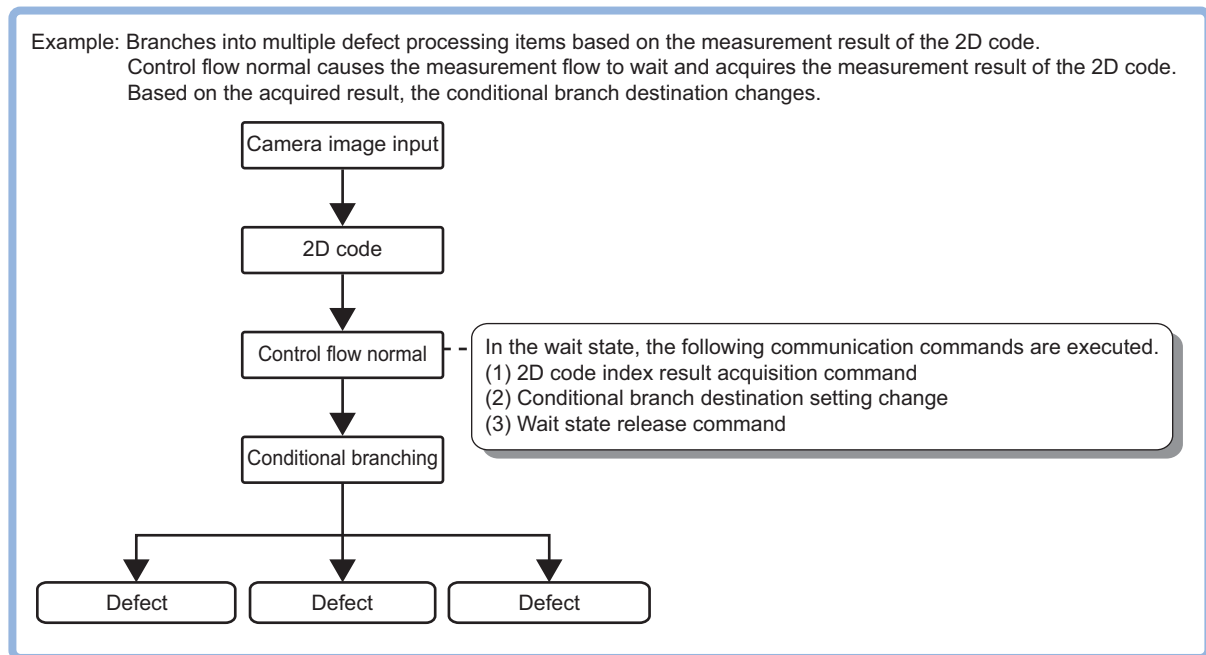 Example: Branches into multiple defect processing items based on the measurement result of the 2D code.
Control flow normal causes the measurement flow to wait and acquires the measurement result of the 2D code.
Based on the acquired result, the conditional branch destination changes.
Camera image input
2D code
Control flow normal
In the wait state, the following communication commands are executed.
(1) 2D code index result acquisition command
(2) Conditional branch destination setting change
(3) Wait state release command
Conditional branching
Defect
Defect
Defect